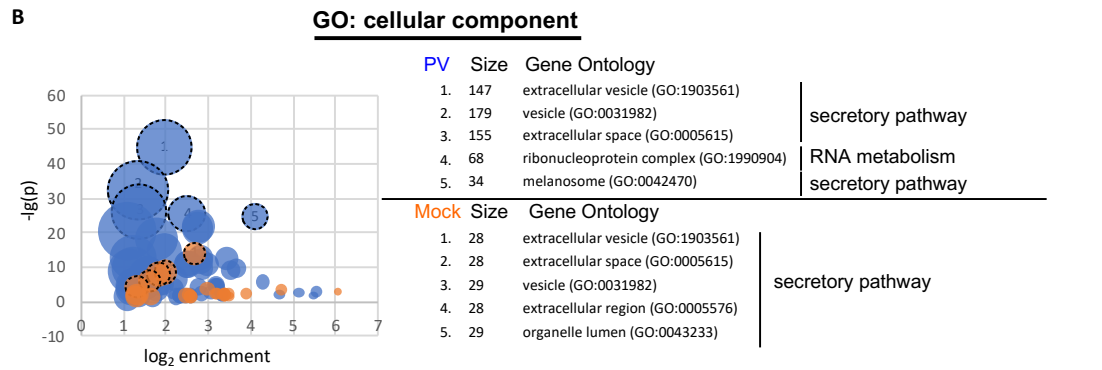 B
GO: cellular component
PV Size Gene Ontology
1. 147 extracellular vesicle (GO:1903561)
2. 179 vesicle (GO:0031982)
3. 155 extracellular space (GO:0005615)
4. 68 ribonucleoprotein complex (GO:1990904)
5. 34 melanosome (GO:0042470)
secretory pathway
RNA metabolism
secretory pathway
Mock Size Gene Ontology
1. 28 extracellular vesicle (GO:1903561)
2. 28 extracellular space (GO:0005615)
3. 29 vesicle (GO:0031982)
4. 28 extracellular region (GO:0005576)
5. 29 organelle lumen (GO:0043233)
secretory pathway
-lg(p)
60
50
40
30
20
10
0
-10
1
4
5
0 1 2 3 4 5 6 7
log2 enrichment